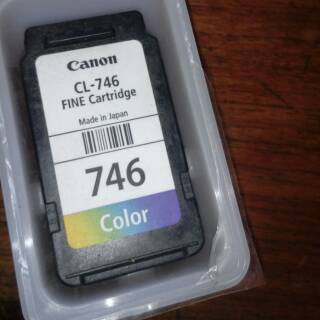 Canon
CL-746
FINE Cartridge
Made in Japan
746
Color